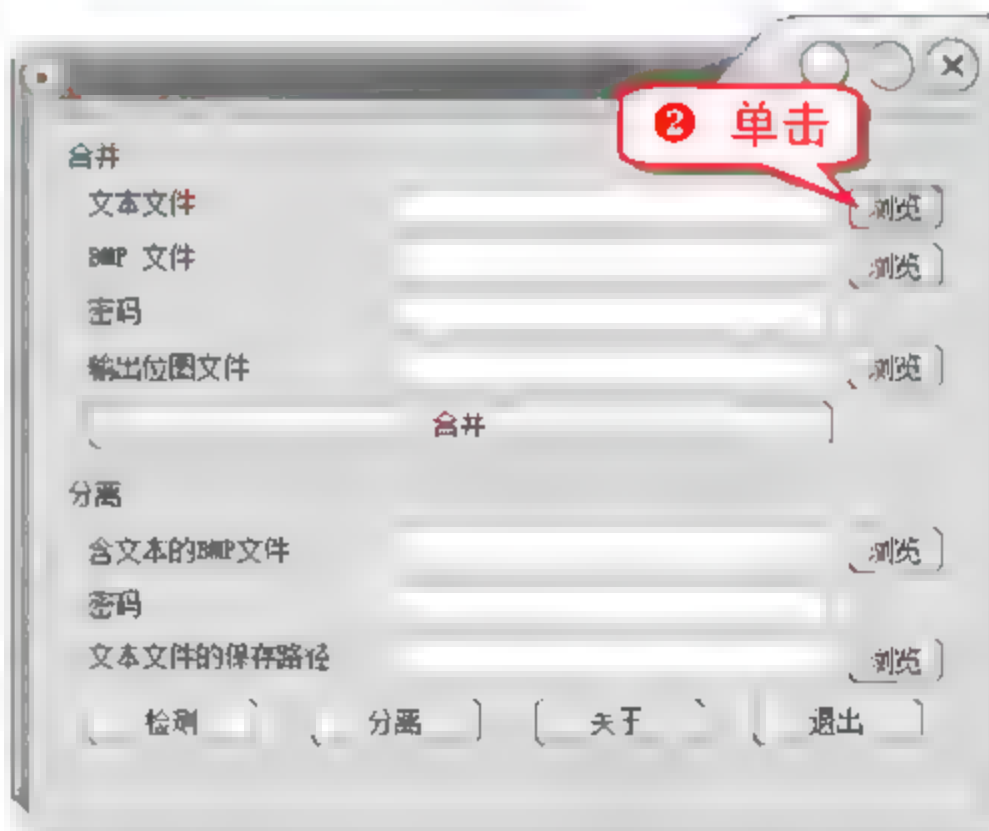 ❷ 单击
合并
文本文件 浏览
BMP 文件 浏览
密码
输出位图文件 浏览
合并
分离
含文本的BMP文件 浏览
密码
文本文件的保存路径 浏览
检测 分离 关于 退出